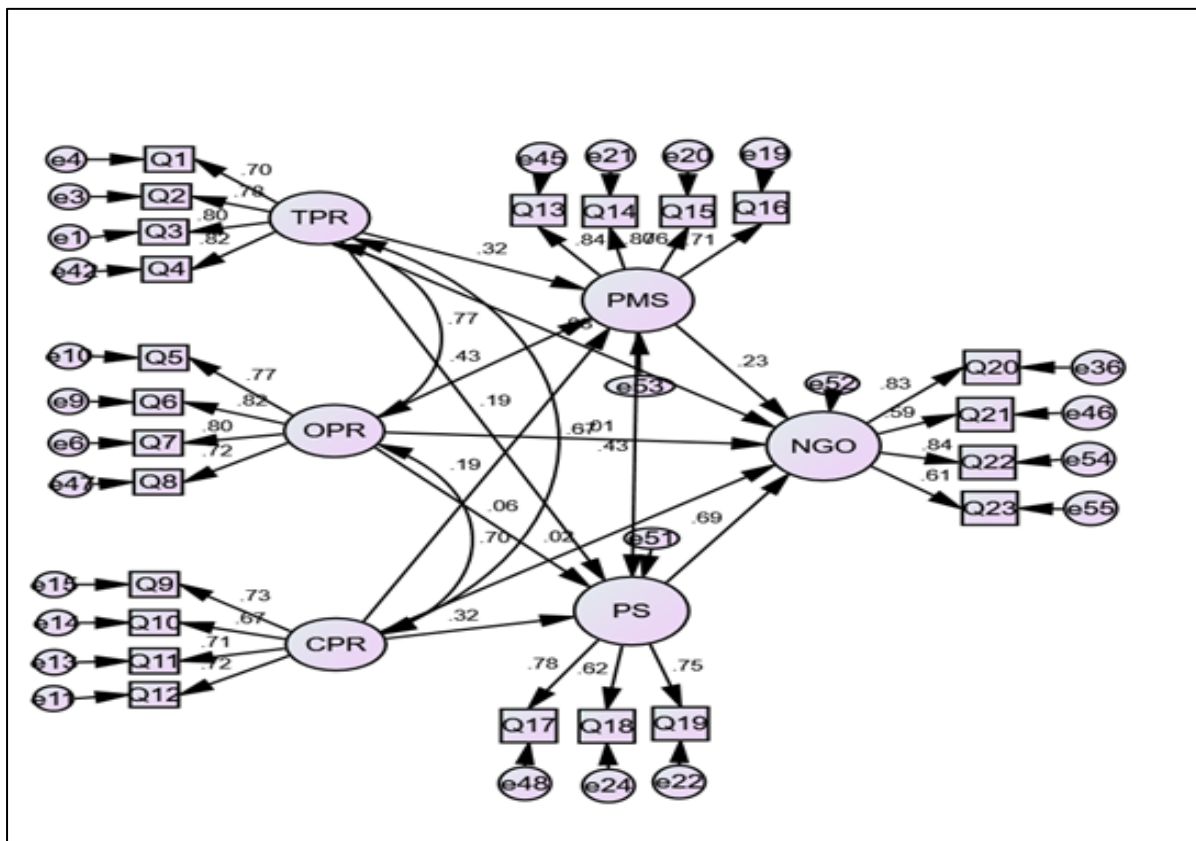 e4 Q1 .70
e3 Q2 .78
e1 Q3 .80
e42 Q4 .82
TPR
e45 e21 e20 e19
Q13 Q14 Q15 Q16
.84 .76 .71
.32
PMS
.77
.43
e53
.23
e10 Q5 .77
e9 Q6 .82
e6 Q7 .80
e47 Q8 .72
OPR
.19
.67 .01
.43
.19
e52
NGO
.83 Q20 e36
.59 Q21 e46
.84 Q22 e54
.61 Q23 e55
.06
.70
.02
e51
.69
e15 Q9 .73
e14 Q10 .67
e13 Q11 .71
e11 Q12 .72
CPR
.32
PS
.78 .62 .75
Q17 Q18 Q19
e48 e24 e22